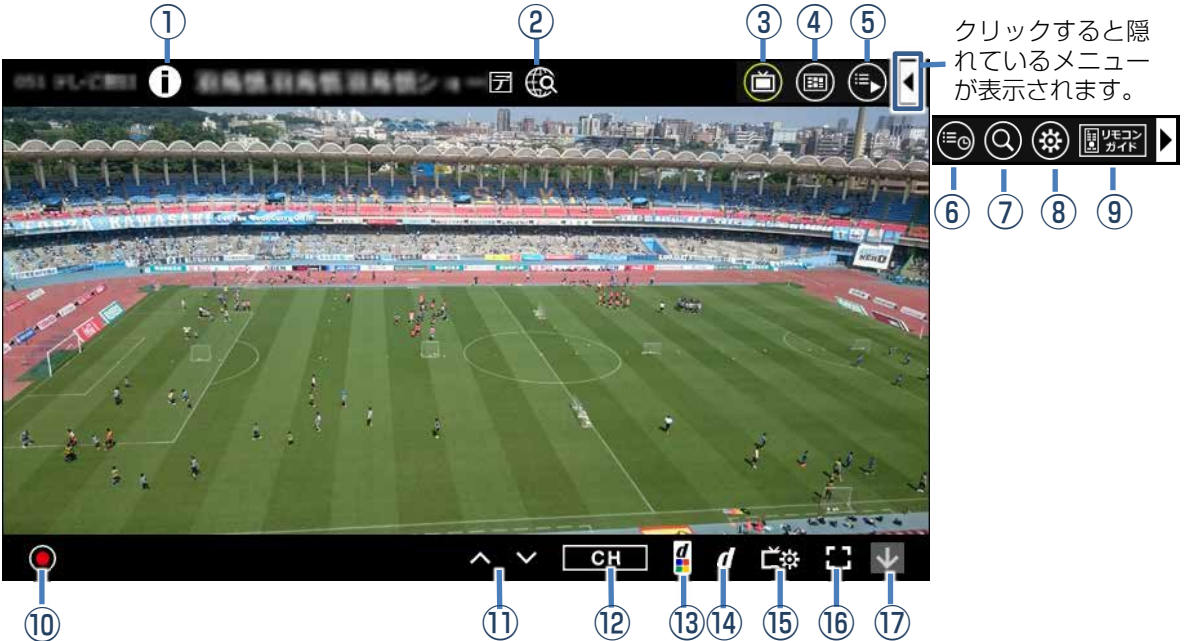 ① ② ③ ④ ⑤
クリックすると隠
れているメニュー
が表示されます。
デ
リモコン
ガイド
⑥ ⑦ ⑧ ⑨
KAWASAKI
CH d d
⑩ ⑪ ⑫ ⑬ ⑭ ⑮ ⑯ ⑰